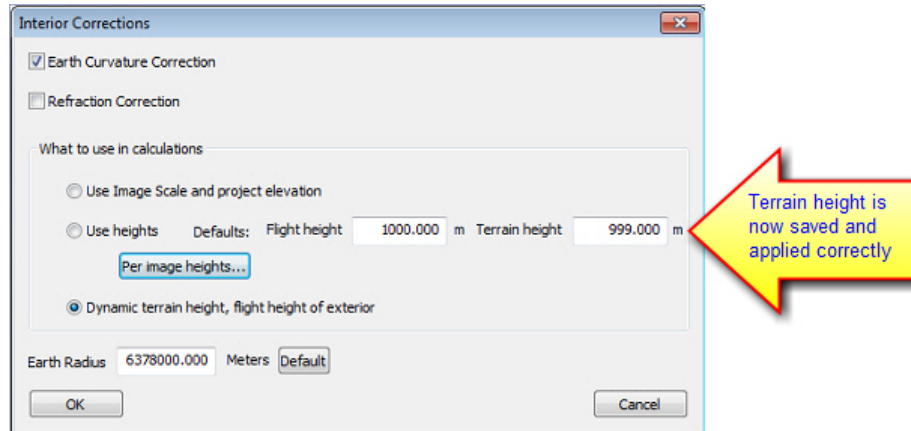 Interior Corrections
Earth Curvature Correction
Refraction Correction
What to use in calculations
Use Image Scale and project elevation
Use heights Defaults: Flight height 1000.000 m Terrain height 999.000 m
Per image heights...
Dynamic terrain height, flight height of exterior
Earth Radius 6378000.000 Meters Default
OK Cancel
Terrain height is
now saved and
applied correctly